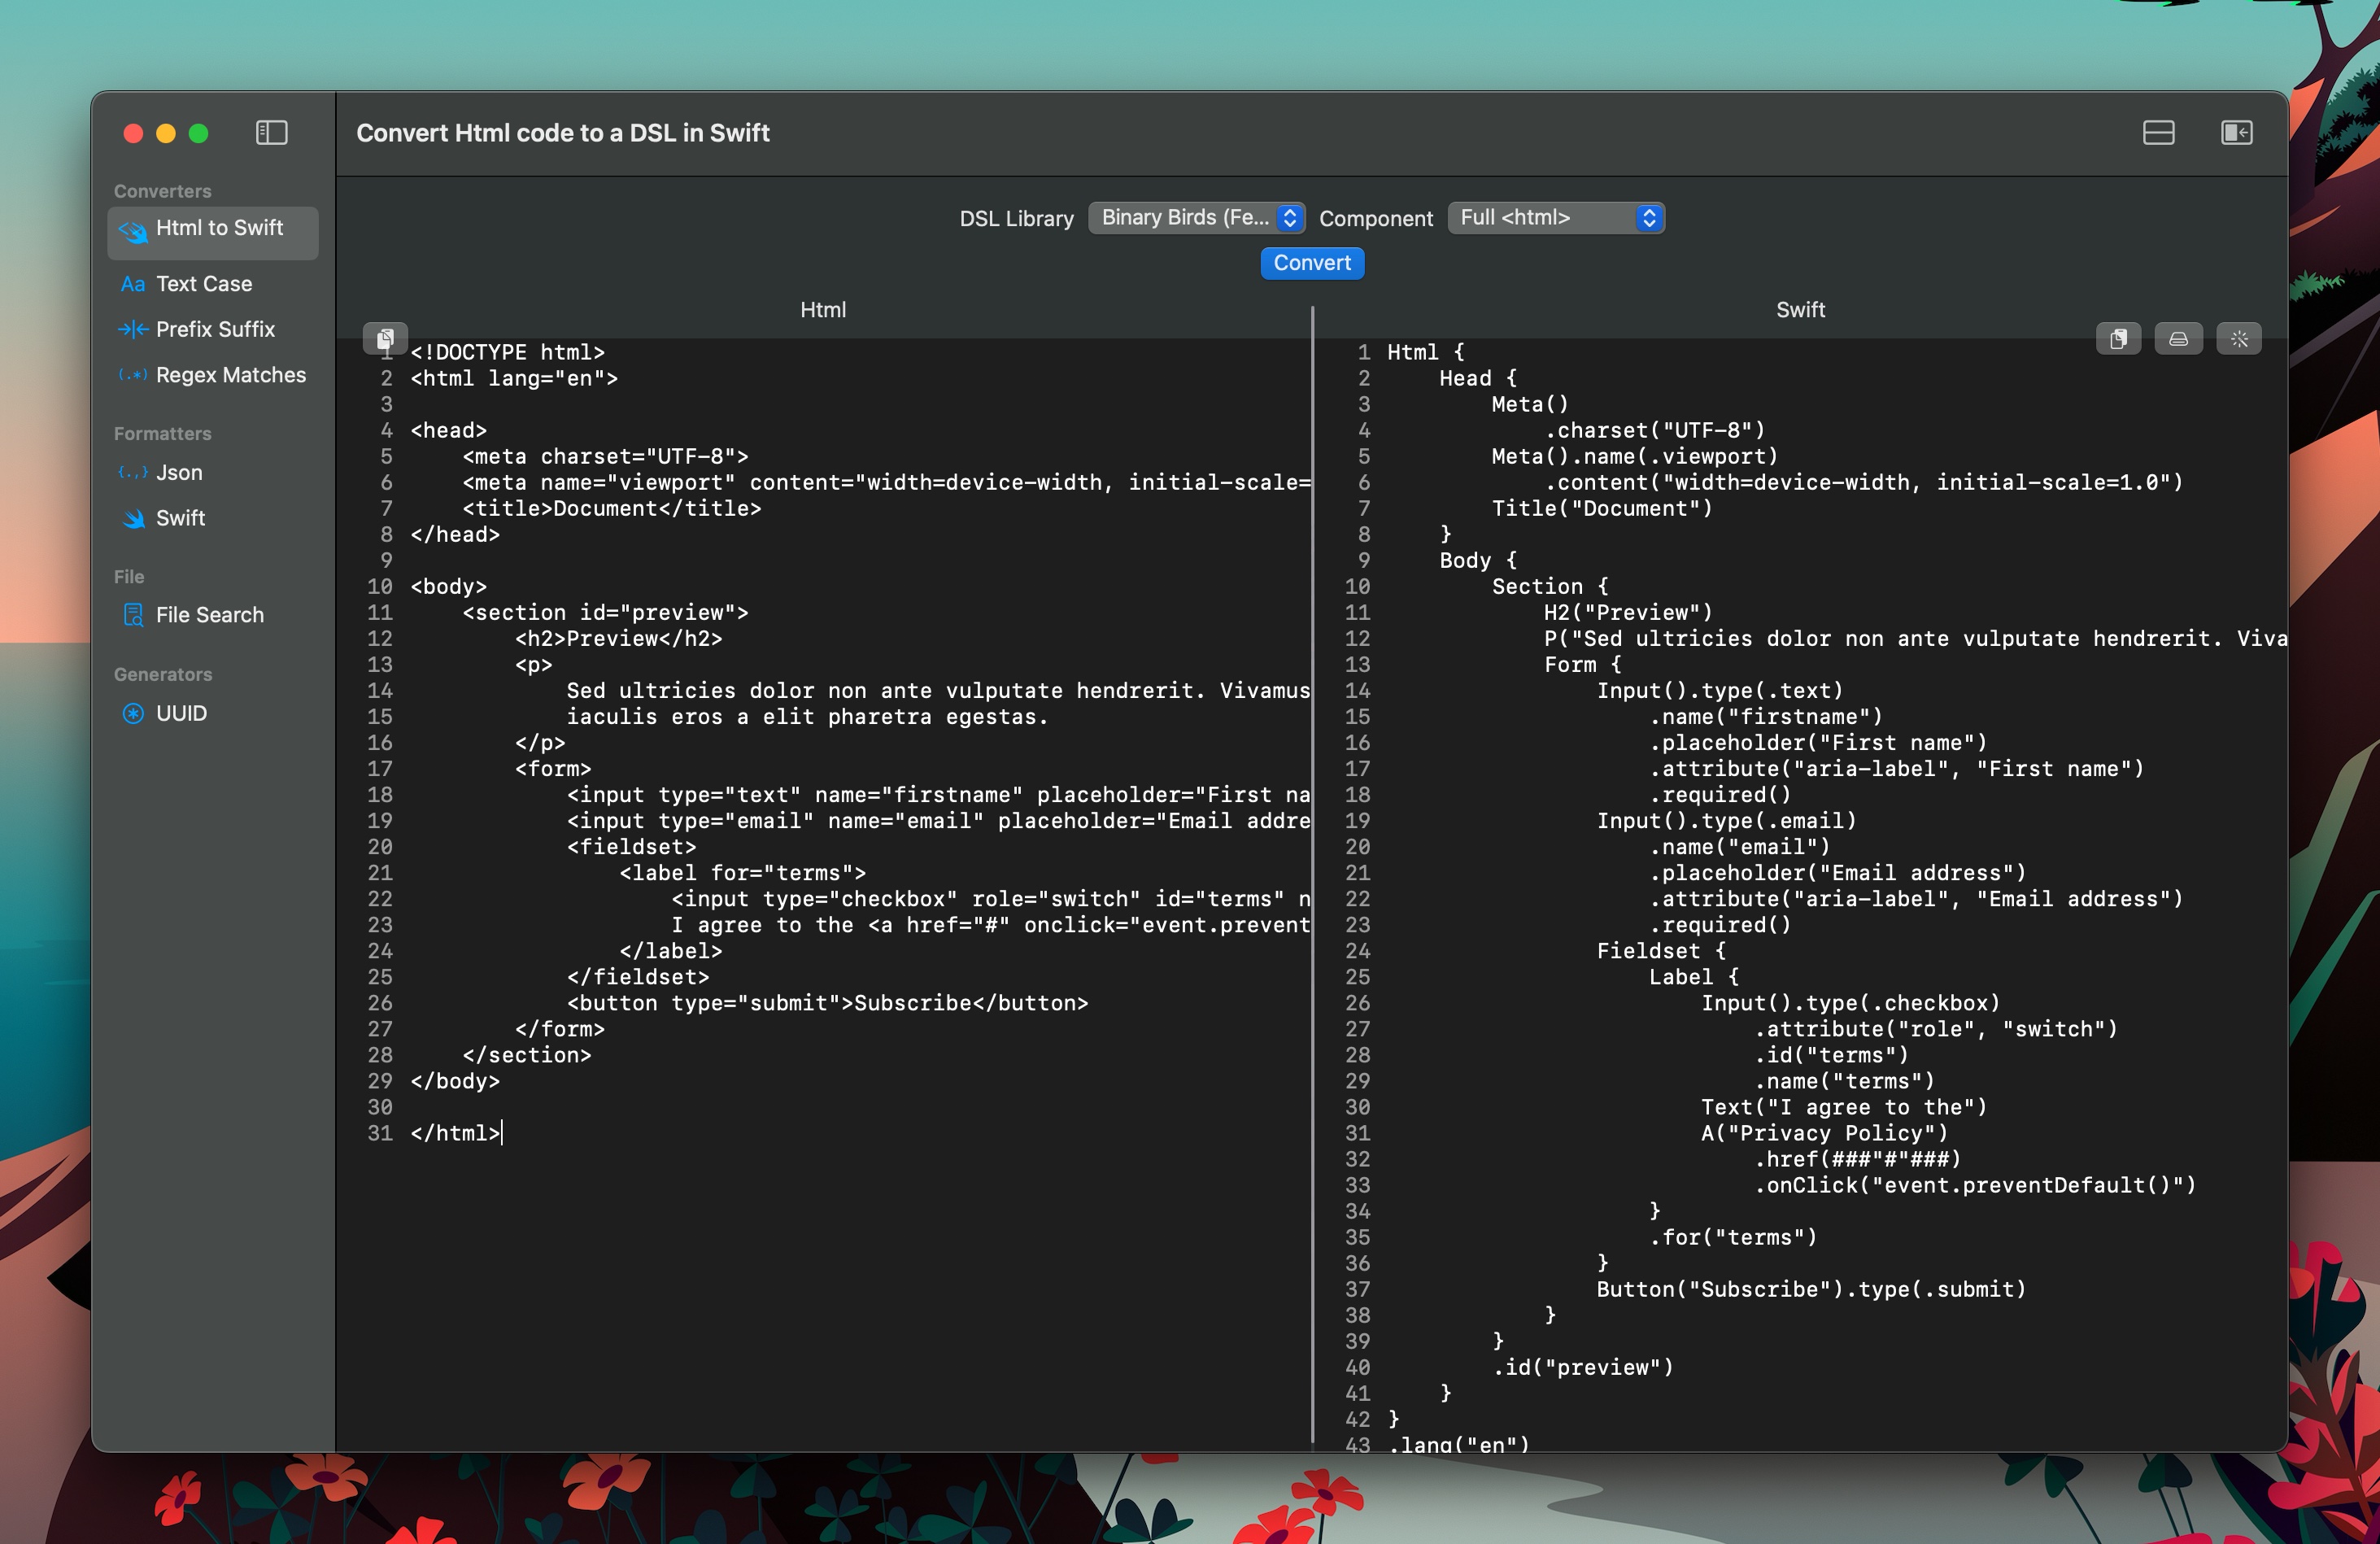 Convert Html code to a DSL in Swift
Converters
Html to Swift
Aa Text Case
Prefix Suffix
(.*) Regex Matches
Formatters
{.,} Json
Swift
File
File Search
Generators
UUID
DSL Library Binary Birds (Fe... Component Full <html>
Convert
Html
1 <!DOCTYPE html>
2 <html lang="en">
3
4 <head>
5 <meta charset="UTF-8">
6 <meta name="viewport" content="width=device-width, initial-scale=
7 <title>Document</title>
8 </head>
9
10 <body>
11 <section id="preview">
12 <h2>Preview</h2>
13 <p>
14 Sed ultricies dolor non ante vulputate hendrerit. Vivamus
15 iaculis eros a elit pharetra egestas.
16 </p>
17 <form>
18 <input type="text" name="firstname" placeholder="First na
19 <input type="email" name="email" placeholder="Email addre
20 <fieldset>
21 <label for="terms">
22 <input type="checkbox" role="switch" id="terms" n
23 I agree to the <a href="#" onclick="event.prevent
24 </label>
25 </fieldset>
26 <button type="submit">Subscribe</button>
27 </form>
28 </section>
29 </body>
30
31 </html>
Swift
1 Html {
2 Head {
3 Meta()
4 .charset("UTF-8")
5 Meta().name(.viewport)
6 .content("width=device-width, initial-scale=1.0")
7 Title("Document")
8 }
9 Body {
10 Section {
11 H2("Preview")
12 P("Sed ultricies dolor non ante vulputate hendrerit. Viva
13 Form {
14 Input().type(.text)
15 .name("firstname")
16 .placeholder("First name")
17 .attribute("aria-label", "First name")
18 .required()
19 Input().type(.email)
20 .name("email")
21 .placeholder("Email address")
22 .attribute("aria-label", "Email address")
23 .required()
24 Fieldset {
25 Label {
26 Input().type(.checkbox)
27 .attribute("role", "switch")
28 .id("terms")
29 .name("terms")
30 Text("I agree to the")
31 A("Privacy Policy")
32 .href(###"#"###)
33 .onClick("event.preventDefault()")
34 }
35 .for("terms")
36 }
37 Button("Subscribe").type(.submit)
38 }
39 }
40 .id("preview")
41 }
42 }
43 .lang("en")